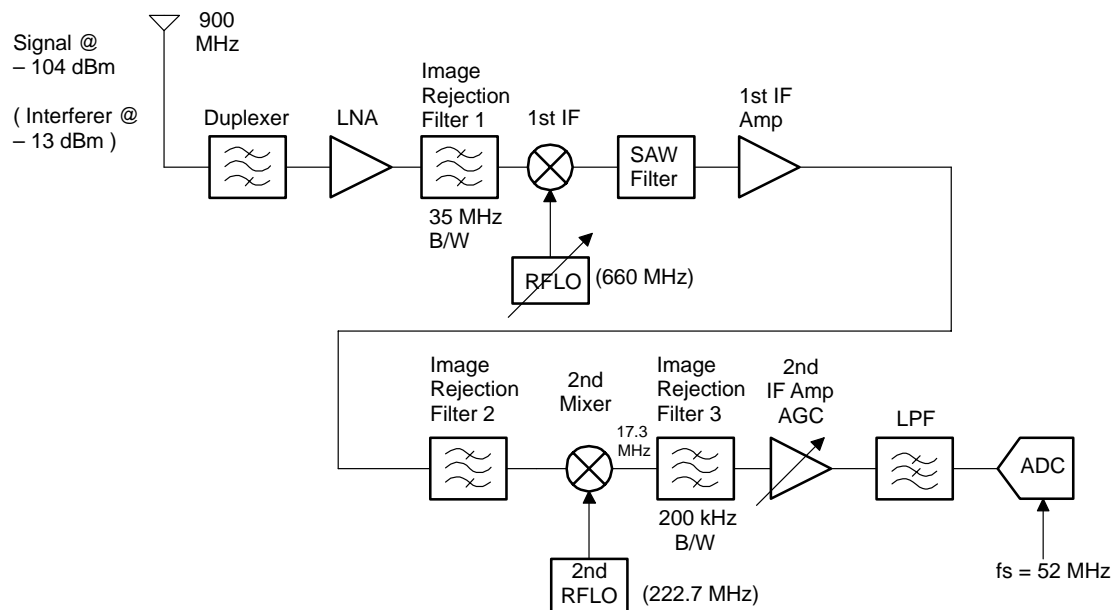 900
MHz
Signal @
– 104 dBm
( Interferer @
– 13 dBm )
Duplexer
LNA
Image
Rejection
Filter 1
1st IF
1st IF
Amp
SAW
Filter
35 MHz
B/W
RFLO
(660 MHz)
Image
Rejection
Filter 2
2nd
Mixer
17.3
MHz
Image
Rejection
Filter 3
2nd
IF Amp
AGC
LPF
ADC
200 kHz
B/W
2nd
RFLO
(222.7 MHz)
fs = 52 MHz